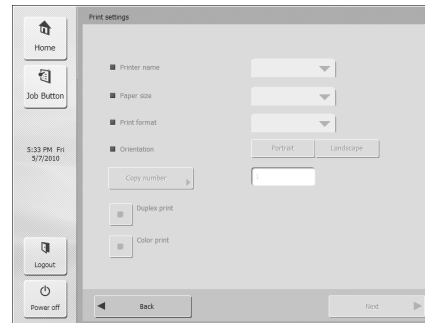 Print settings
Home
Job Button
5:33 PM Fri
5/7/2010
Logout
Power off
Printer name
Paper size
Print format
Orientation
Portrait
Landscape
Copy number
1
Duplex print
Color print
Back
Next